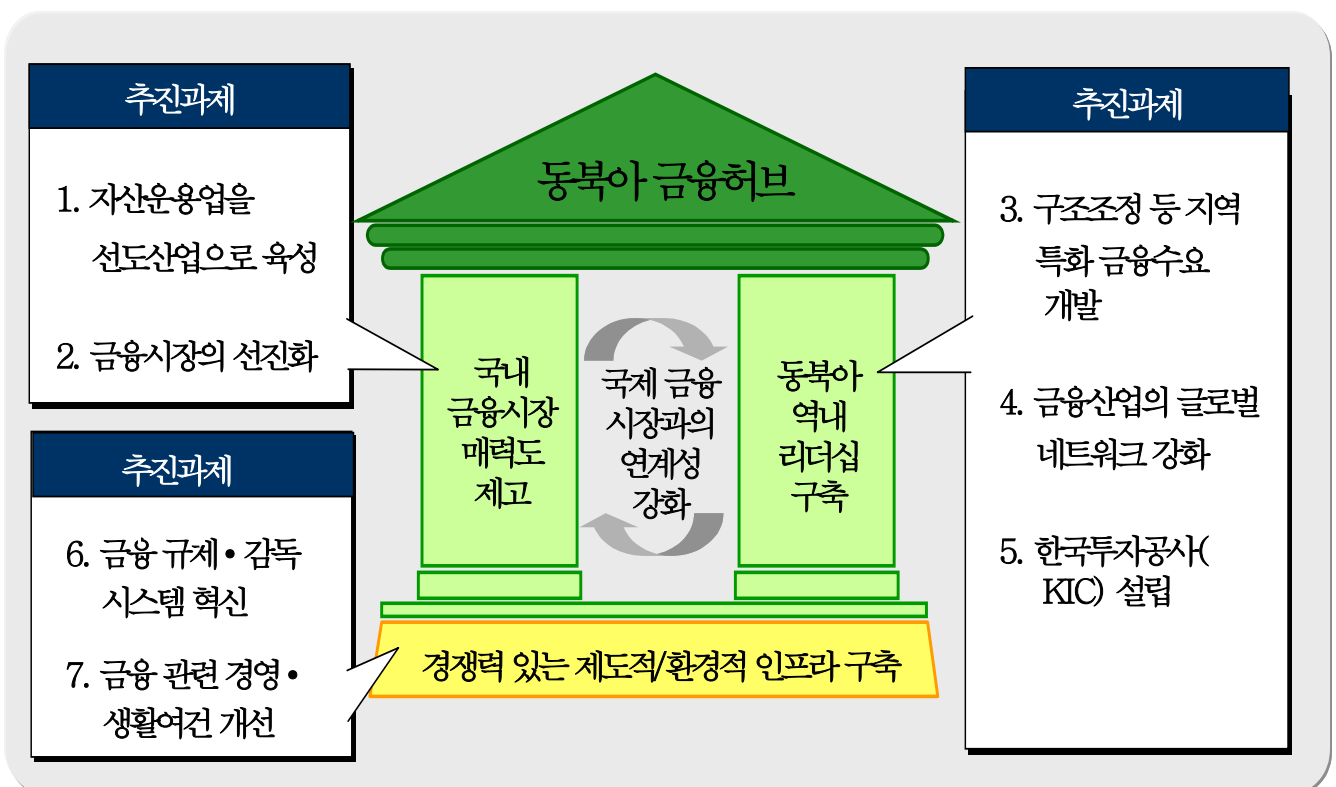 추진과제
1. 자산운용업을
선도산업으로 육성
2. 금융시장의 선진화
추진과제
6. 금융 규제• 감독
시스템 혁신
7. 금융 관련 경영•
생활여건 개선
동북아 금융허브
국내
금융시장
매력도
제고
국제 금융
시장과의
연계성
강화
동북아
역내
리더십
구축
경쟁력 있는 제도적/환경적 인프라 구축
추진과제
3. 구조조정 등 지역
특화 금융수요
개발
4. 금융산업의 글로벌
네트워크 강화
5. 한국투자공사(
KIC) 설립